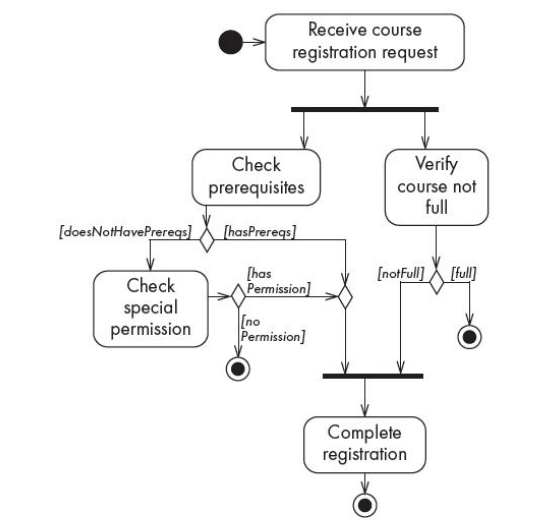 Receive course
registration request
Check
prerequisites
Verify
course not
full
[doesNotHavePrereqs]
[hasPrereqs]
[notFull]
[full]
Check
special
permission
[has
Permission]
[no
Permission]
Complete
registration